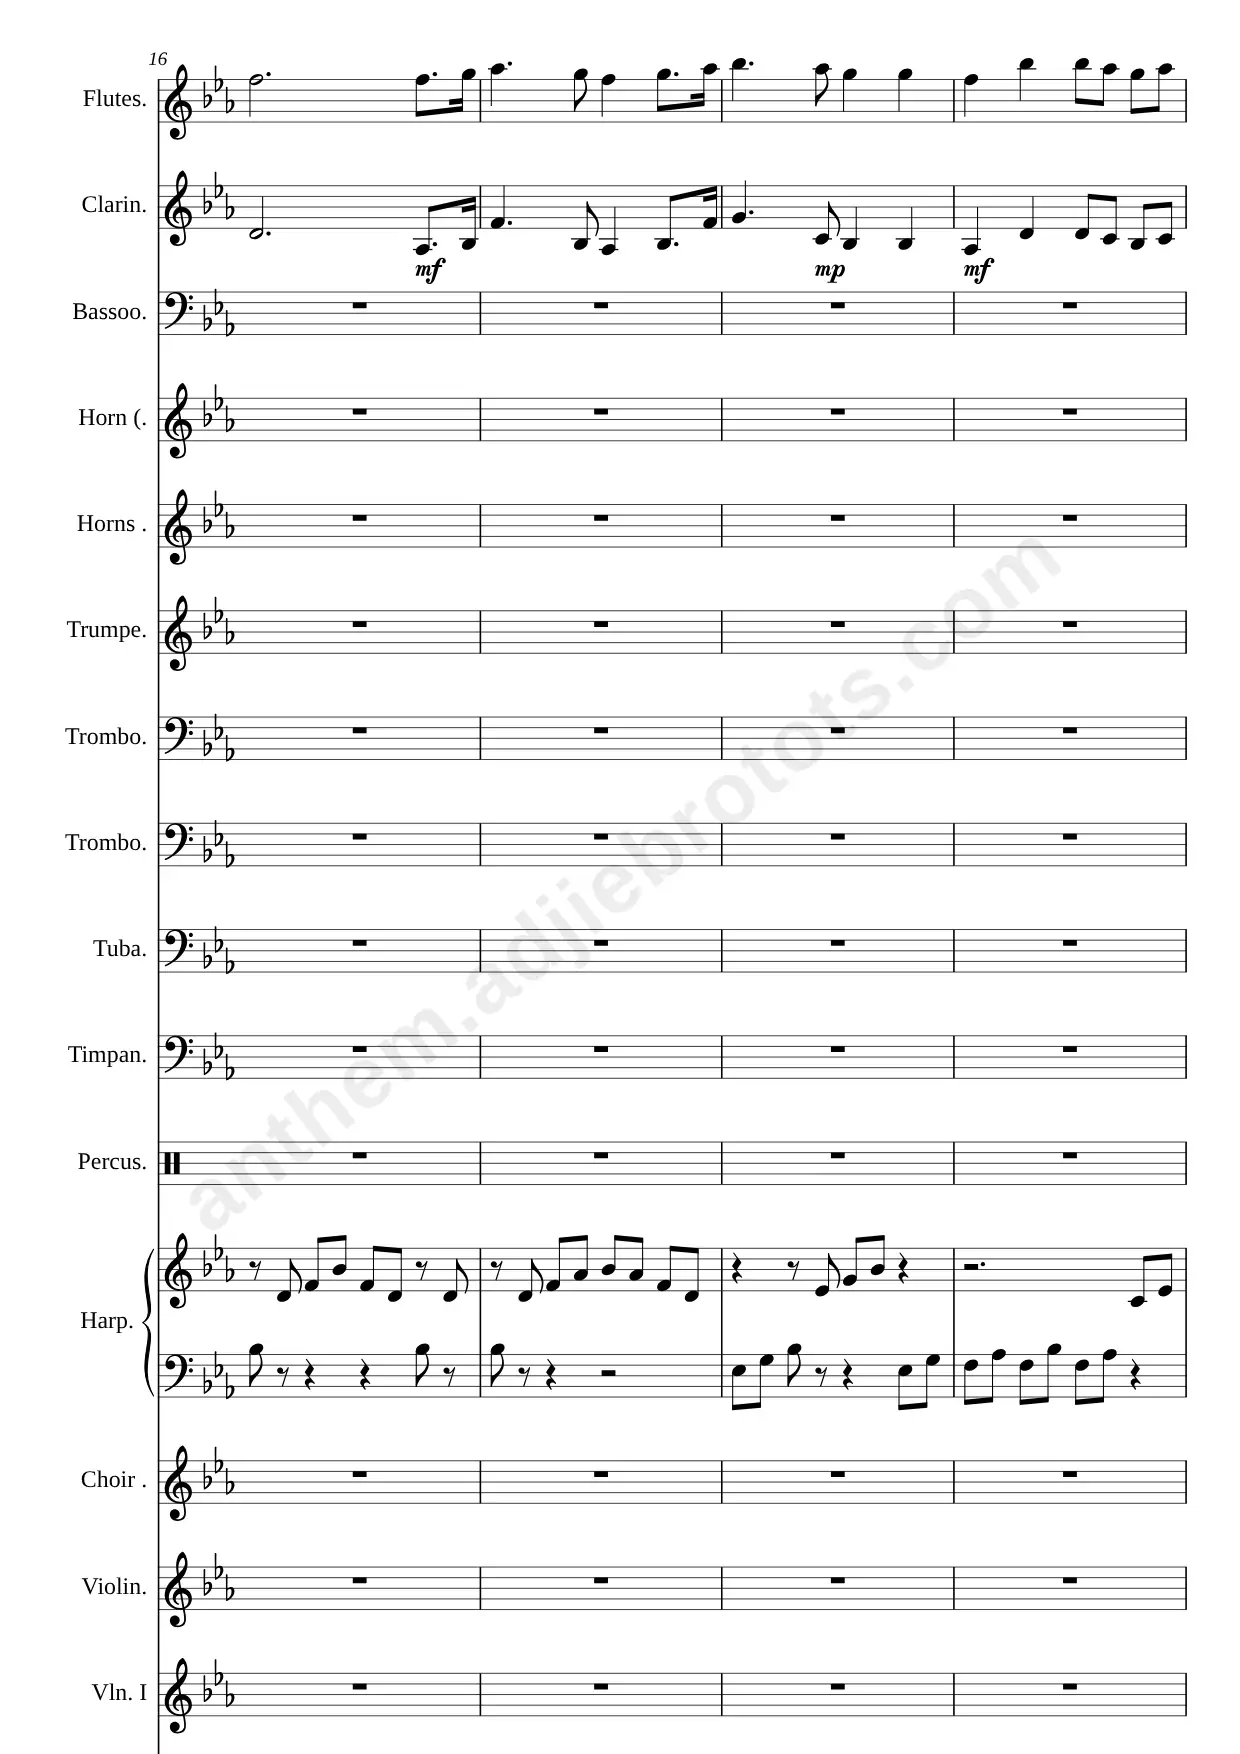 16
Flutes.
Clarin.
mf mp mf
Bassoo.
Horn (.
Horns .
Trumpe.
Trombo.
Trombo.
Tuba.
Timpan.
Percus.
Harp.
Choir .
Violin.
Vln. I
anthem.adjiebrotots.com